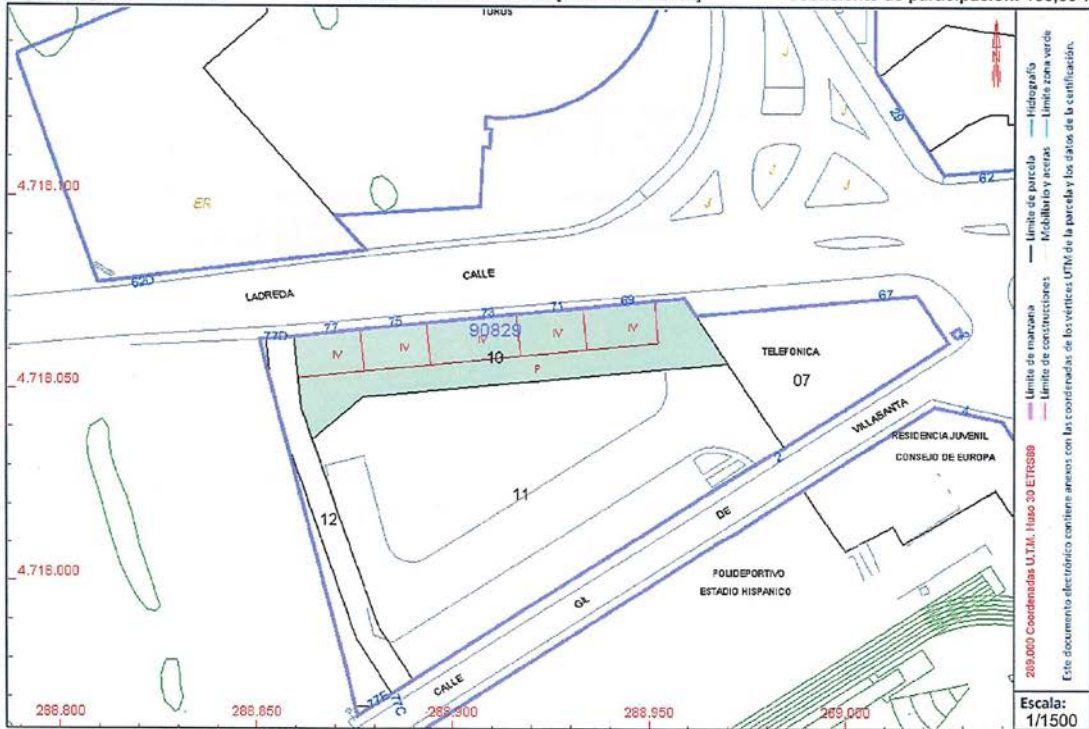 TURUS
4.718.100
ER
J
J
J
J
J
62
62D
LADREDA
CALLE
77D
77
75
73
71
69
67
90829
IV
IV
IV
IV
IV
10
P
4.718.050
TELEFONICA
07
VILLASANTA
4
RESIDENCIA JUVENIL
CONSEJO DE EUROPA
2
11
12
DE
4.718.000
POLIDEPORTIVO
ESTADIO HISPANICO
GIL
CALLE
77E
77C
288.800
288.850
288.900
288.950
289.000
289.000 Coordenadas U.T.M. Huso 30 ETRS89
Límite de manzana
Límite de parcela
Hidrografía
Límite de construcciones
Mobiliario y aceras
Límite zona verde
Este documento electrónico contiene anexos con las coordenadas de los vértices UTM de la parcela y los datos de la certificación.
Escala:
1/1500